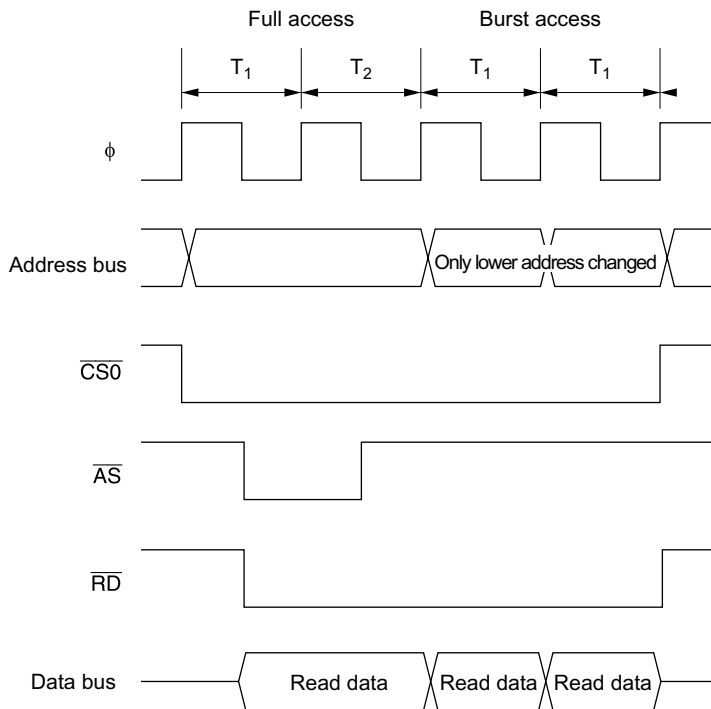 Full access Burst access
T1 T2 T1 T1
ϕ
Address bus Only lower address changed
CS0
AS
RD
Data bus Read data Read data Read data